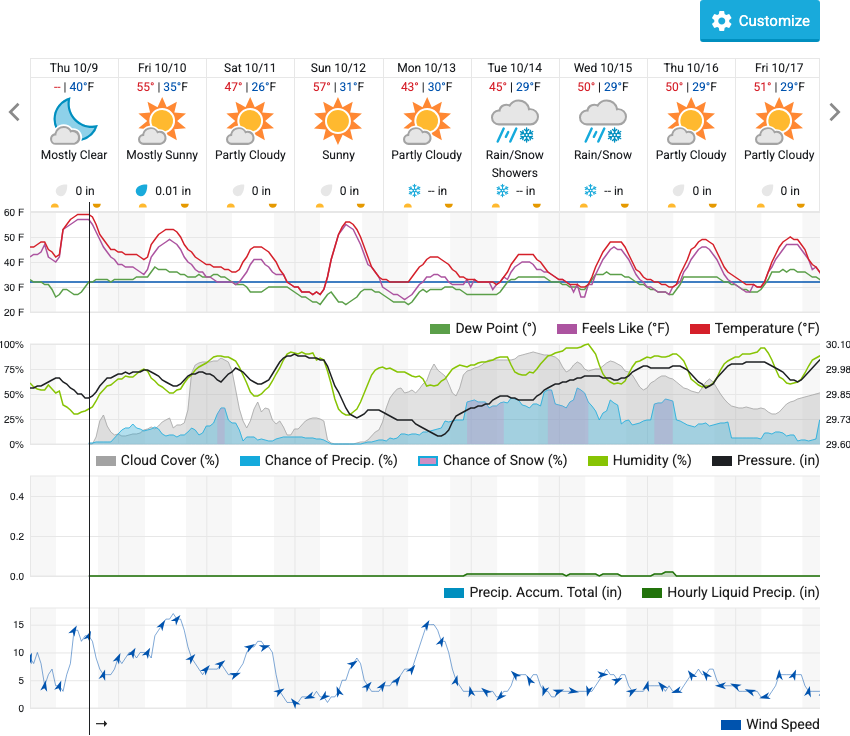 Customize
Thu 10/9 Fri 10/10 Sat 10/11 Sun 10/12 Mon 10/13 Tue 10/14 Wed 10/15 Thu 10/16 Fri 10/17
-- | 40°F 55° | 35°F 47° | 26°F 57° | 31°F 43° | 30°F 45° | 29°F 50° | 29°F 50° | 29°F 51° | 29°F
Mostly Clear Mostly Sunny Partly Cloudy Sunny Partly Cloudy Rain/Snow Rain/Snow Partly Cloudy Partly Cloudy
Showers
0 in 0.01 in 0 in 0 in -- in -- in -- in 0 in 0 in
60 F
50 F
40 F
30 F
20 F
Dew Point (°) Feels Like (°F) Temperature (°F)
100% 30.10
75% 29.98
50% 29.85
25% 29.73
0% 29.60
Cloud Cover (%) Chance of Precip. (%) Chance of Snow (%) Humidity (%) Pressure. (in)
0.4
0.2
0.0
Precip. Accum. Total (in) Hourly Liquid Precip. (in)
15
10
5
0
Wind Speed